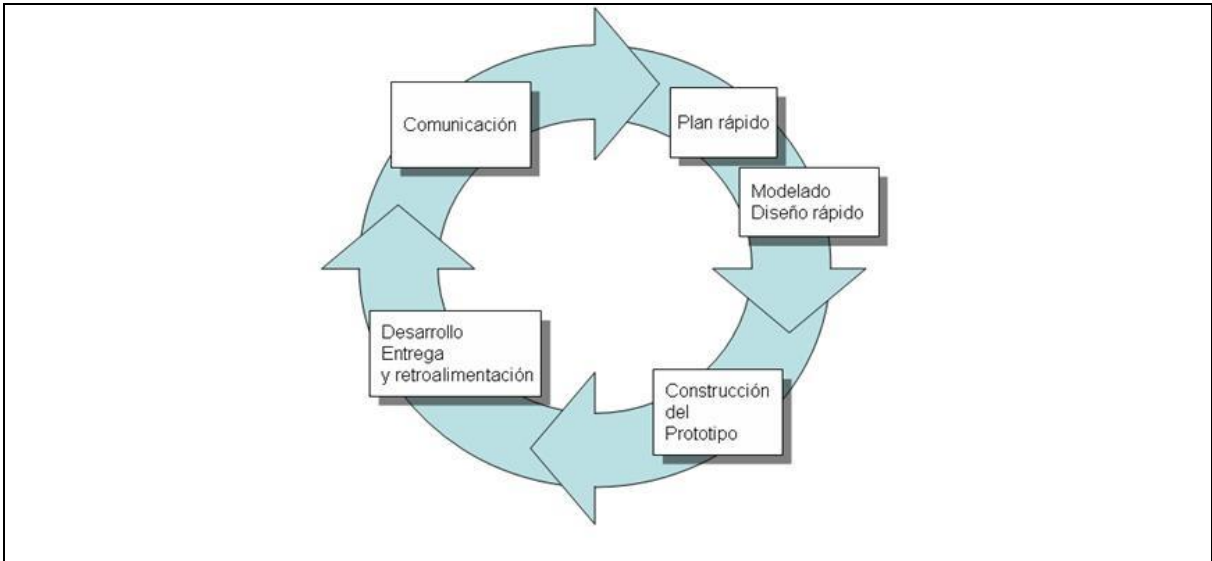 Comunicación
Plan rápido
Modelado
Diseño rápido
Construcción
del
Prototipo
Desarrollo
Entrega
y retroalimentación